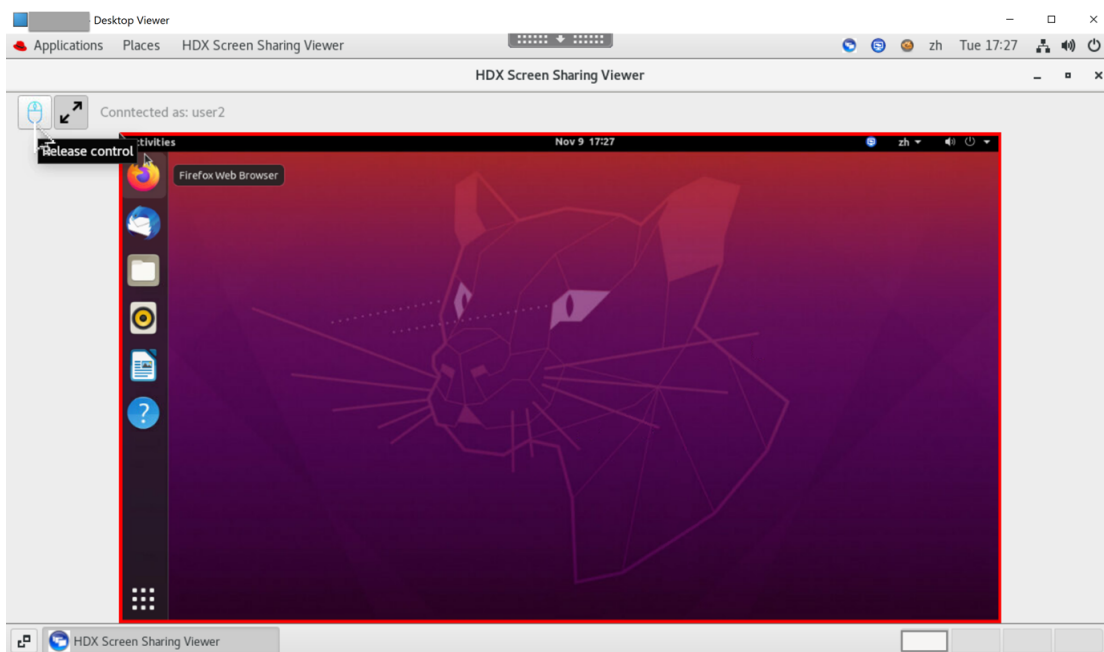 Desktop Viewer
Applications Places HDX Screen Sharing Viewer zh Tue 17:27
HDX Screen Sharing Viewer
Conntected as: user2
Release control
tivities Nov 9 17:27 zh
Firefox Web Browser
?
HDX Screen Sharing Viewer